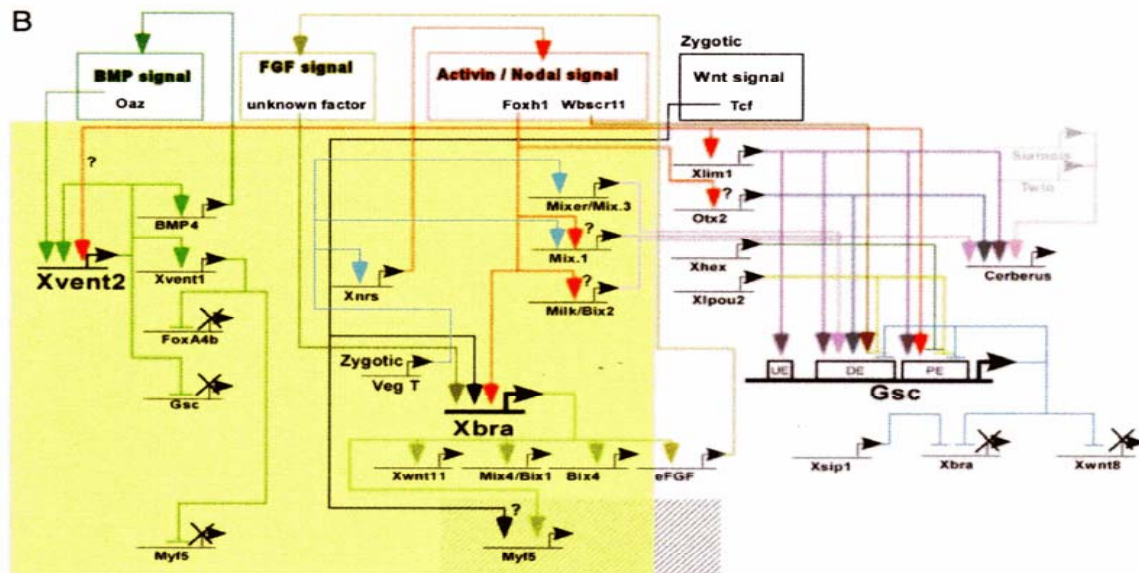 B
Zygotic
BMP signal
FGF signal
Activin / Nodal signal
Wnt signal
Oaz
unknown factor
Foxh1
Wbscr11
Tcf
?
Xlim1
Siamois
Twin
BMP4
Mixer/Mix.3
?
Otx2
Xvent2
Xvent1
Xnrs
?
Mix.1
Xhex
Cerberus
FoxA4b
?
Milk/Bix2
Xlpou2
Zygotic
Veg T
UE
DE
PE
Gsc
Xbra
Gsc
Xwnt11
Mix4/Bix1
Bix4
eFGF
Xsip1
Xbra
Xwnt8
?
Myf5
Myf5